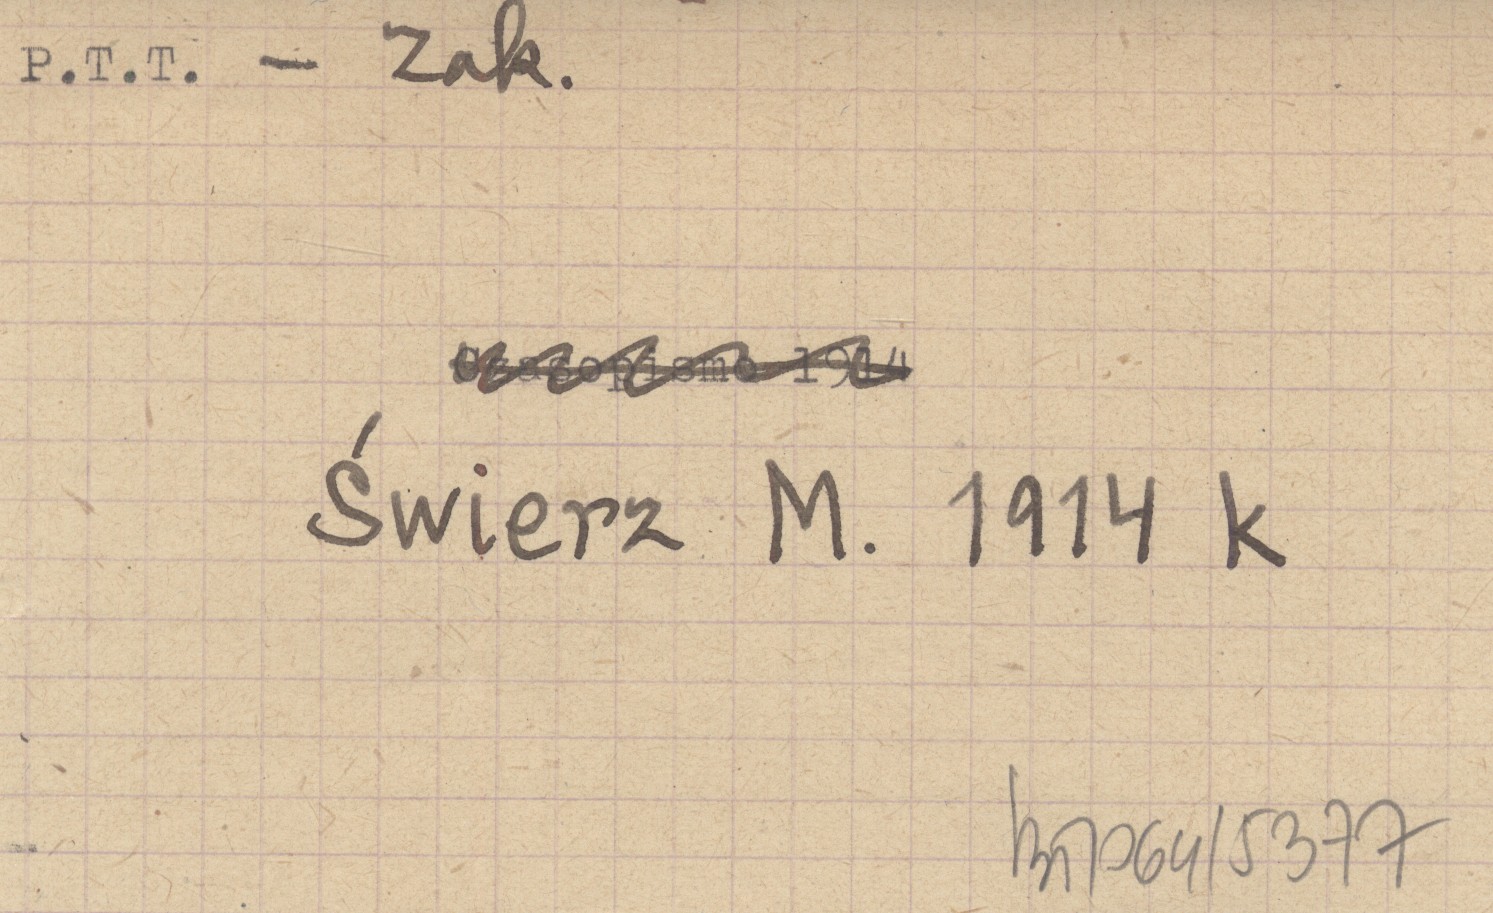 P.T.T. — Zak.
Czasopismo 1914
Świerz M. 1914 k